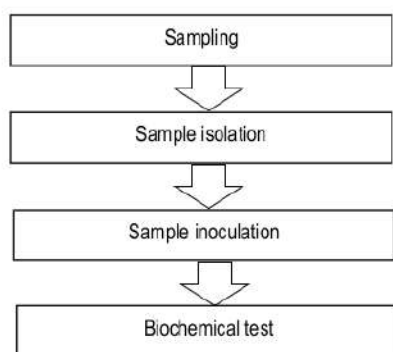 Sampling
Sample isolation
Sample inoculation
Biochemical test